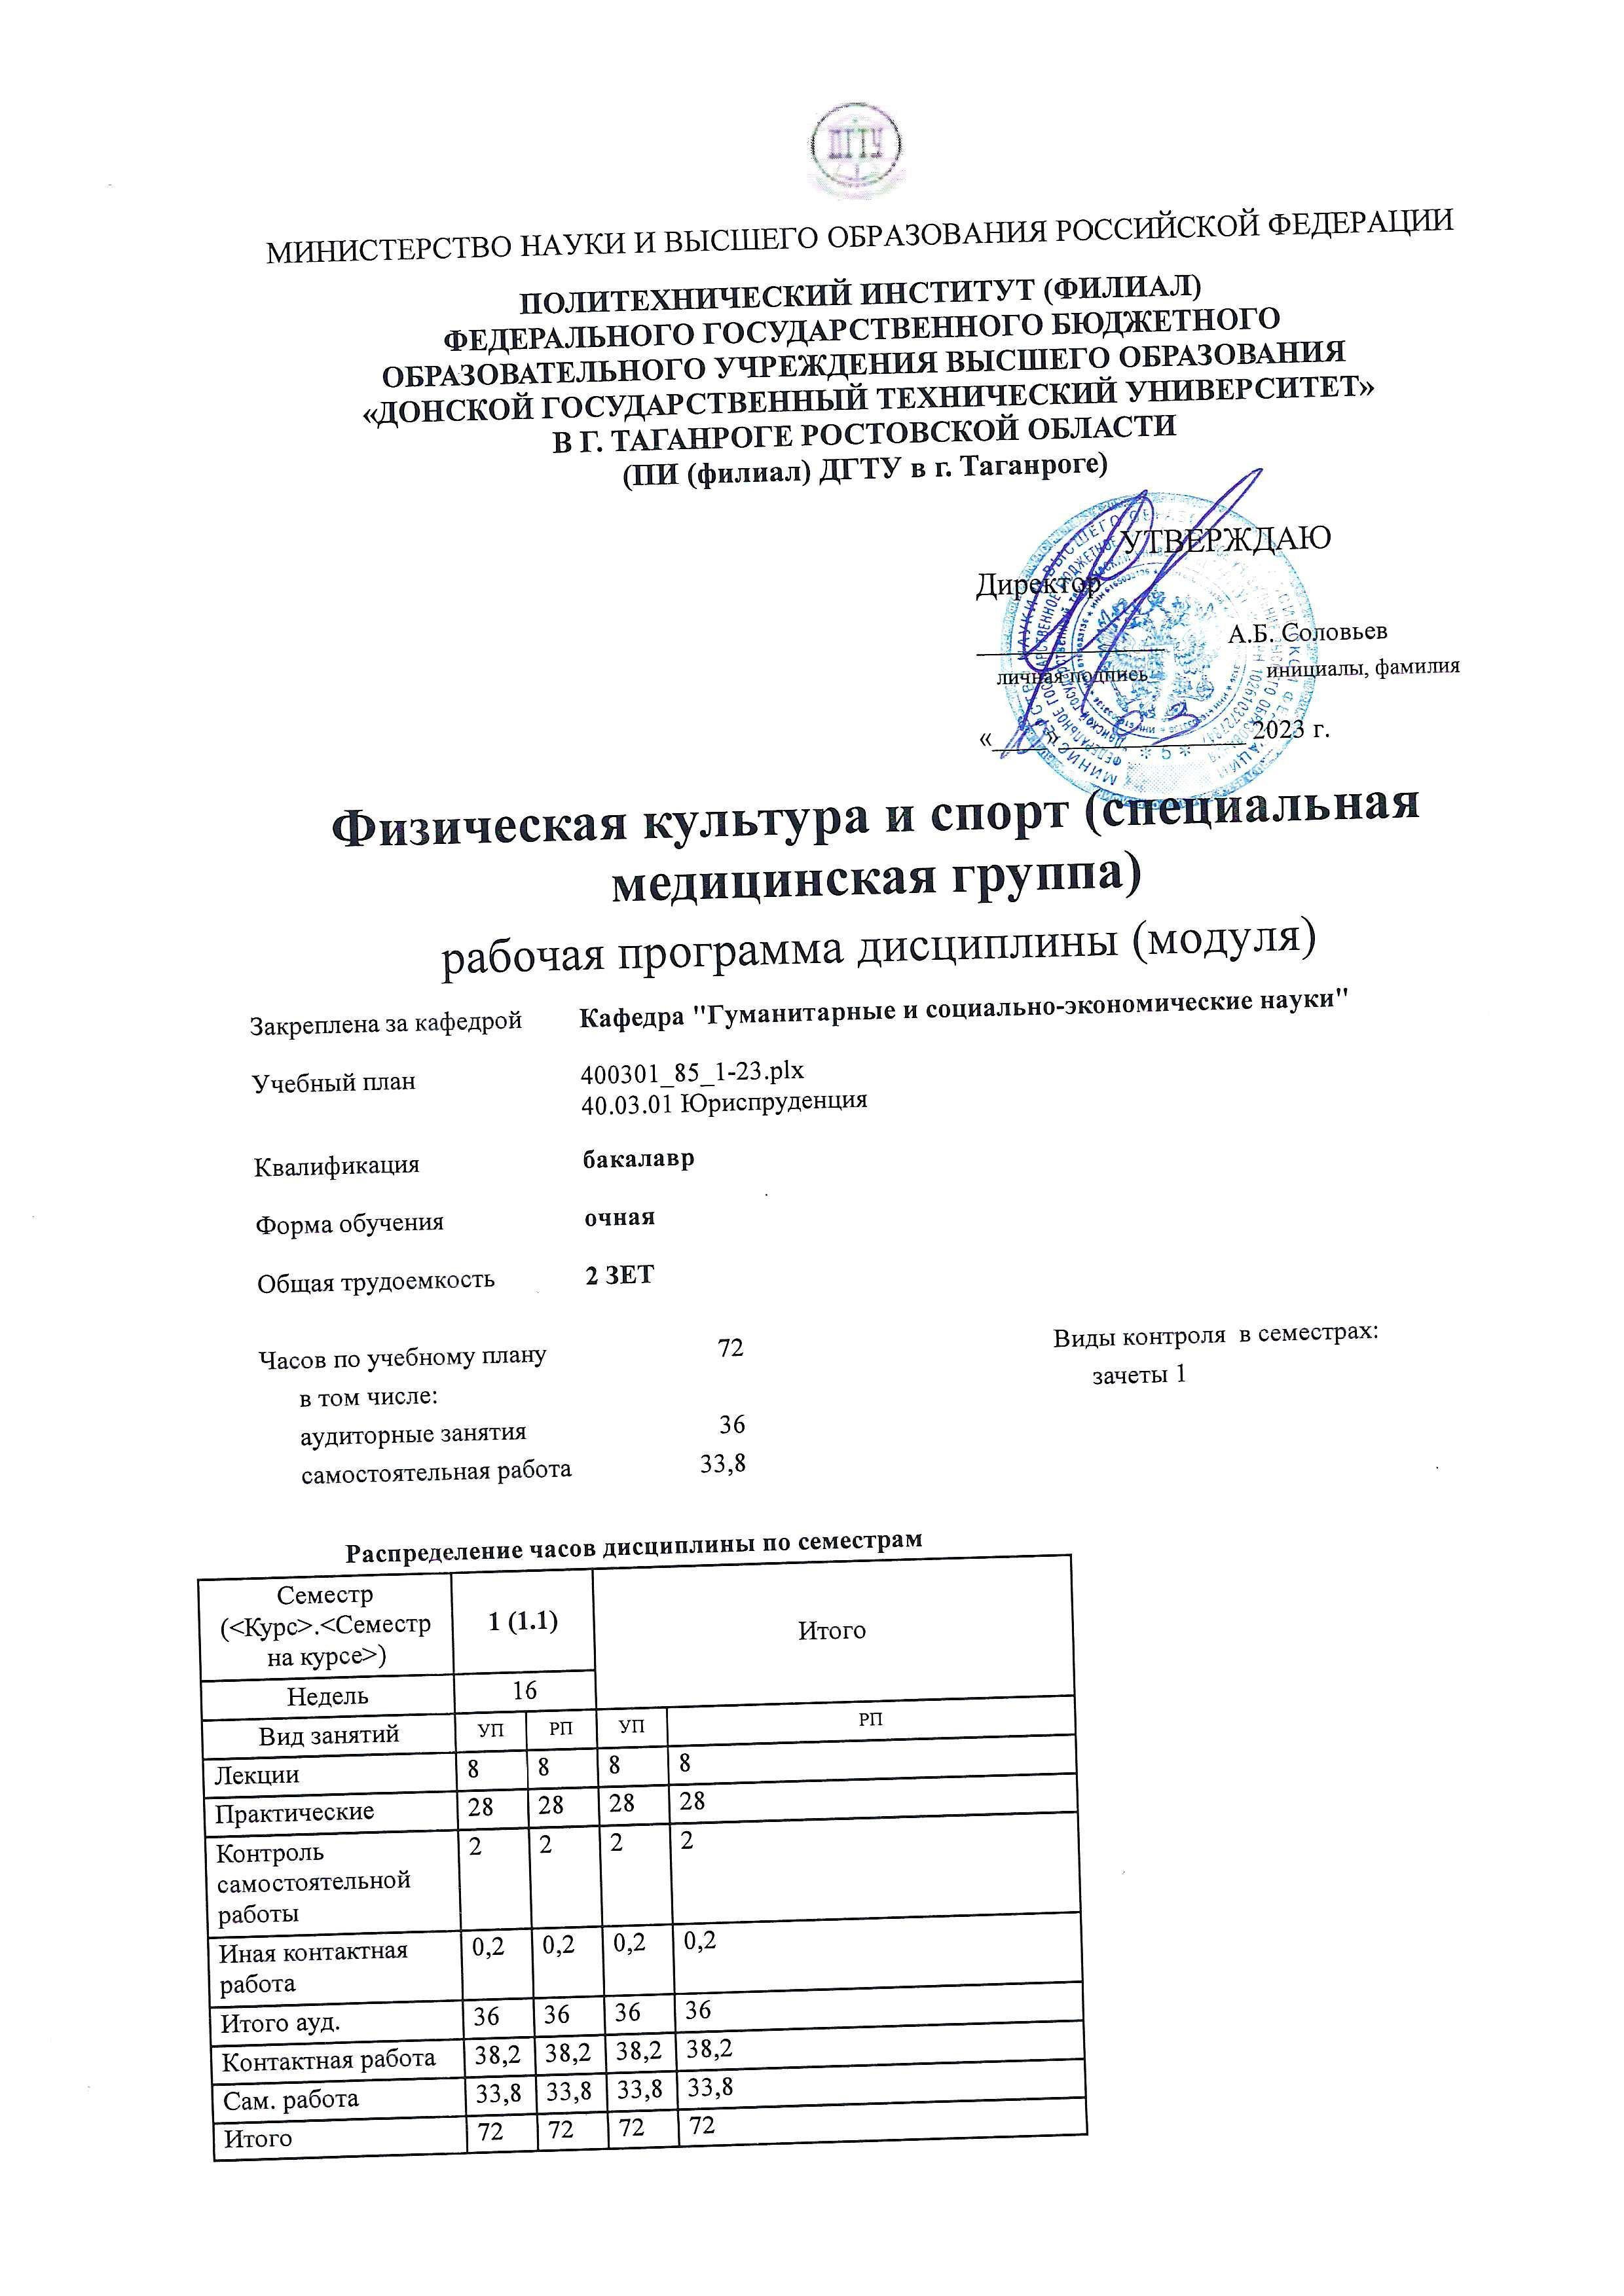 ДГТУ
МИНИСТЕРСТВО НАУКИ И ВЫСШЕГО ОБРАЗОВАНИЯ РОССИЙСКОЙ ФЕДЕРАЦИИ
ПОЛИТЕХНИЧЕСКИЙ ИНСТИТУТ (ФИЛИАЛ)
ФЕДЕРАЛЬНОГО ГОСУДАРСТВЕННОГО БЮДЖЕТНОГО
ОБРАЗОВАТЕЛЬНОГО УЧРЕЖДЕНИЯ ВЫСШЕГО ОБРАЗОВАНИЯ
«ДОНСКОЙ ГОСУДАРСТВЕННЫЙ ТЕХНИЧЕСКИЙ УНИВЕРСИТЕТ»
В Г. ТАГАНРОГЕ РОСТОВСКОЙ ОБЛАСТИ
(ПИ (филиал) ДГТУ в г. Таганроге)
УТВЕРЖДАЮ
Директор
А.Б. Соловьев
личная подпись инициалы, фамилия
«____»______________ 2023 г.
Физическая культура и спорт (специальная
медицинская группа)
рабочая программа дисциплины (модуля)
Закреплена за кафедрой Кафедра "Гуманитарные и социально-экономические науки"
Учебный план 400301_85_1-23.plx
40.03.01 Юриспруденция
Квалификация бакалавр
Форма обучения очная
Общая трудоемкость 2 ЗЕТ
Часов по учебному плану 72 Виды контроля в семестрах:
в том числе: зачеты 1
аудиторные занятия 36
самостоятельная работа 33,8
Распределение часов дисциплины по семестрам
Семестр
(<Курс>.<Семестр
на курсе>) 1 (1.1) Итого
Недель 16
Вид занятий УП РП УП РП
Лекции 8 8 8 8
Практические 28 28 28 28
Контроль 2 2 2 2
самостоятельной
работы
Иная контактная 0,2 0,2 0,2 0,2
работа
Итого ауд. 36 36 36 36
Контактная работа 38,2 38,2 38,2 38,2
Сам. работа 33,8 33,8 33,8 33,8
Итого 72 72 72 72